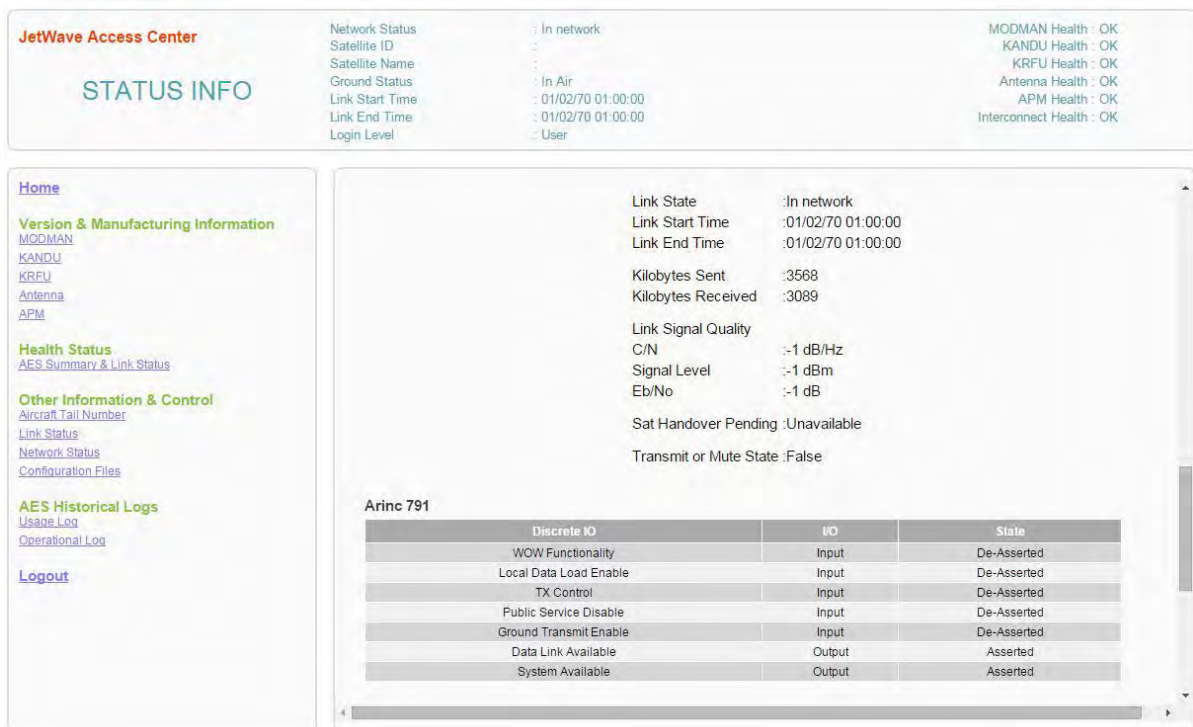 JetWave Access Center
STATUS INFO
Network Status : In network
Satellite ID :
Satellite Name :
Ground Status : In Air
Link Start Time : 01/02/70 01:00:00
Link End Time : 01/02/70 01:00:00
Login Level : User
MODMAN Health : OK
KANDU Health : OK
KRFU Health : OK
Antenna Health : OK
APM Health : OK
Interconnect Health : OK
Home
Version & Manufacturing Information
MODMAN
KANDU
KRFU
Antenna
APM
Health Status
AES Summary & Link Status
Other Information & Control
Aircraft Tail Number
Link Status
Network Status
Configuration Files
AES Historical Logs
Usage Log
Operational Log
Logout
Link State :In network
Link Start Time :01/02/70 01:00:00
Link End Time :01/02/70 01:00:00
Kilobytes Sent :3568
Kilobytes Received :3089
Link Signal Quality
C/N :-1 dB/Hz
Signal Level :-1 dBm
Eb/No :-1 dB
Sat Handover Pending :Unavailable
Transmit or Mute State :False
Arinc 791
Discrete IO I/O State
WOW Functionality Input De-Asserted
Local Data Load Enable Input De-Asserted
TX Control Input De-Asserted
Public Service Disable Input De-Asserted
Ground Transmit Enable Input De-Asserted
Data Link Available Output Asserted
System Available Output Asserted